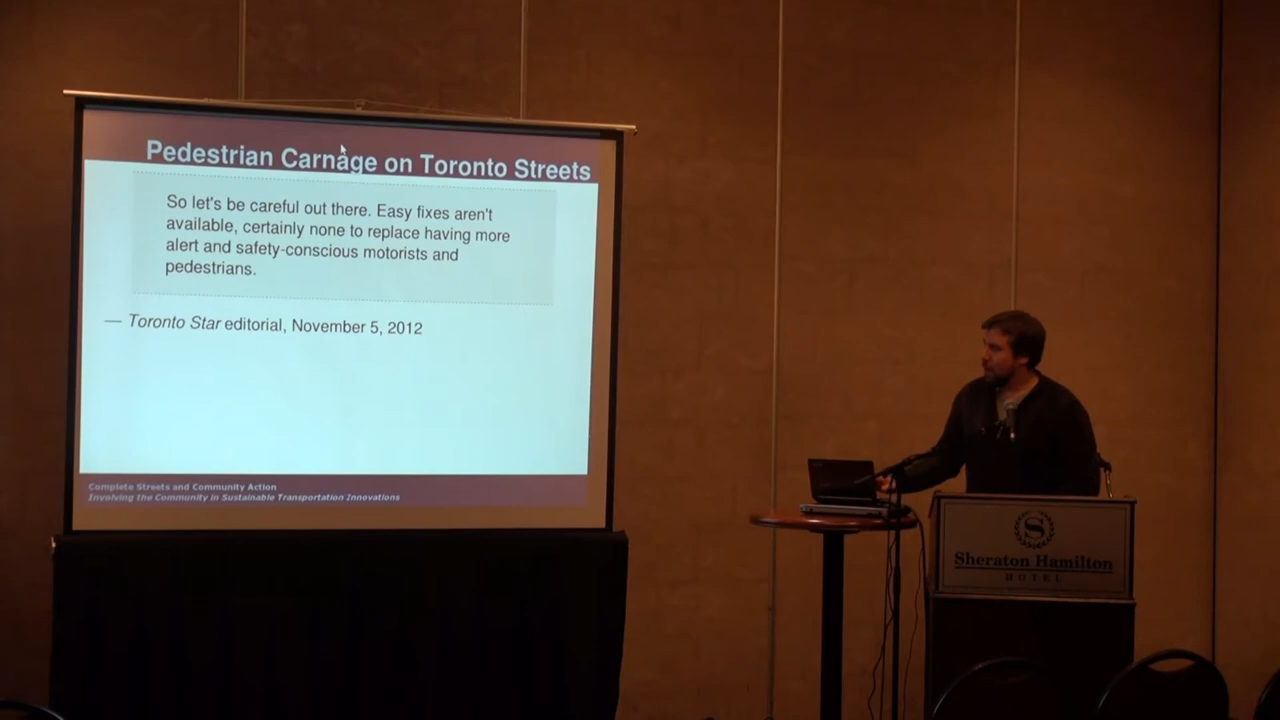 Pedestrian Carnage on Toronto Streets
So let's be careful out there. Easy fixes aren't
available, certainly none to replace having more
alert and safety-conscious motorists and
pedestrians.
— Toronto Star editorial, November 5, 2012
Complete Streets and Community Action
Involving the Community in Sustainable Transportation Innovations
S
Sheraton Hamilton
HOTEL